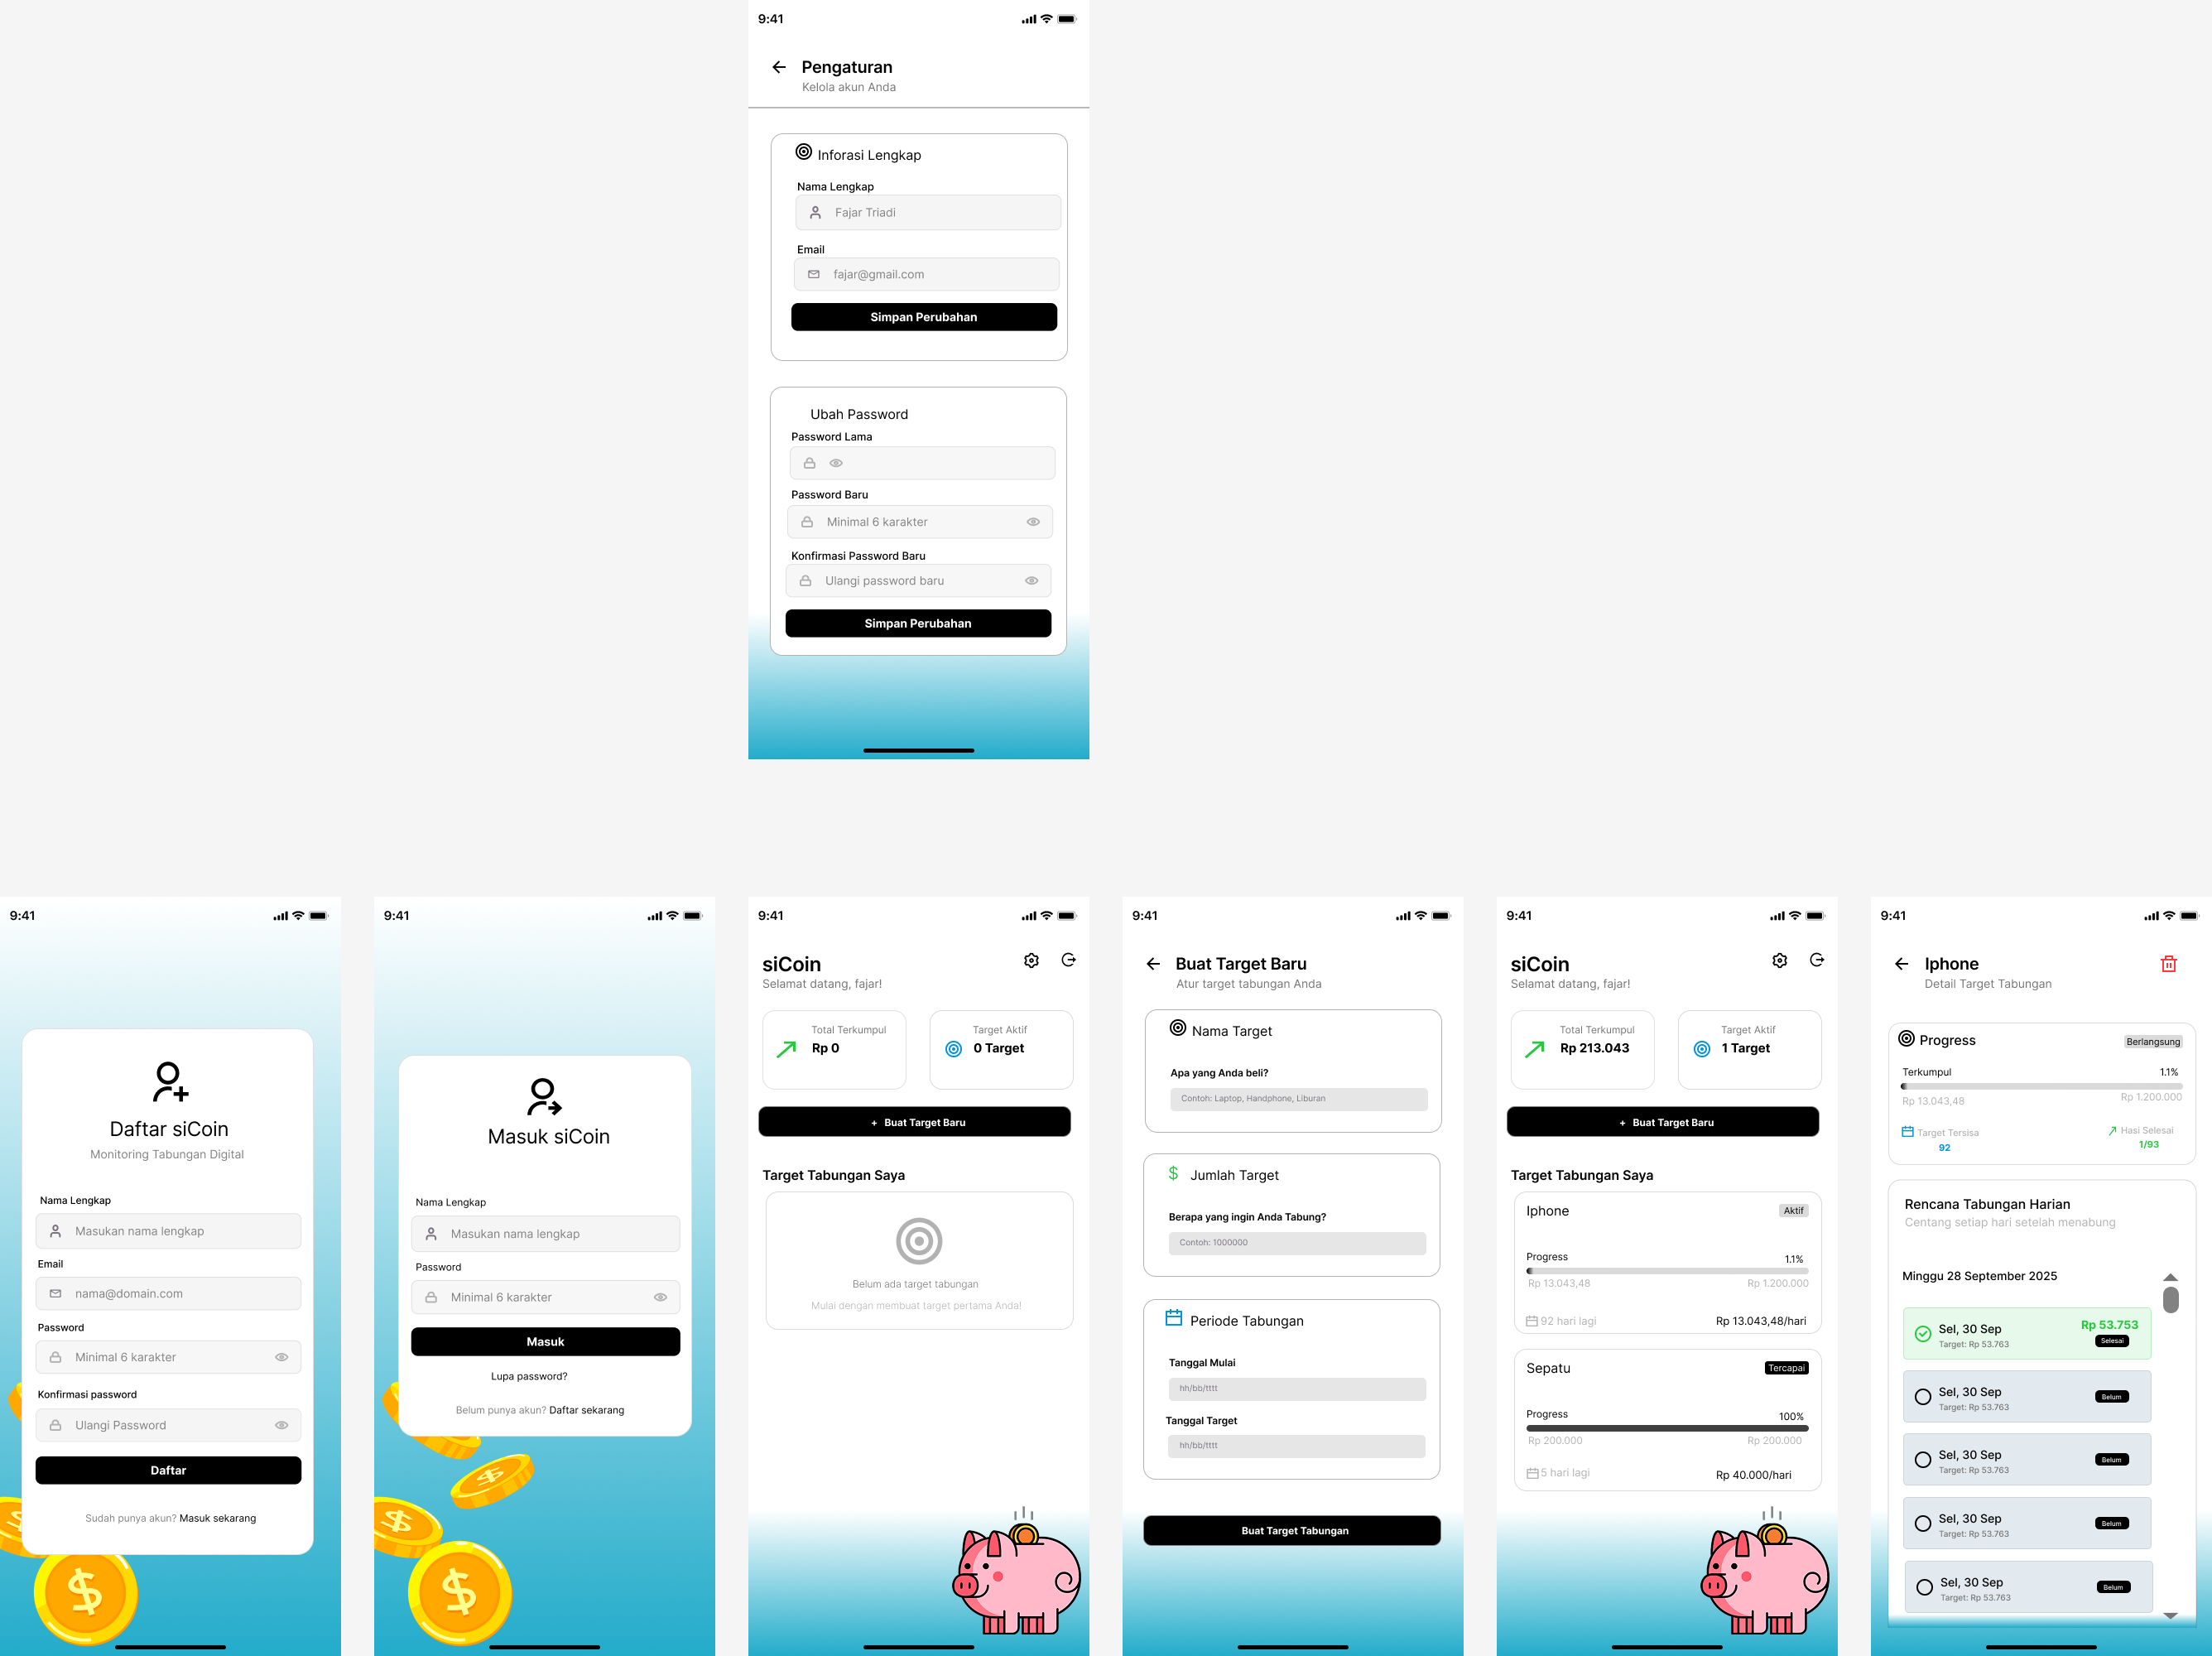 9:41
Pengaturan
Kelola akun Anda
Inforasi Lengkap
Nama Lengkap
Fajar Triadi
Email
fajar@gmail.com
Simpan Perubahan
Ubah Password
Password Lama
Password Baru
Minimal 6 karakter
Konfirmasi Password Baru
Ulangi password baru
Simpan Perubahan
9:41
Daftar siCoin
Monitoring Tabungan Digital
Nama Lengkap
Masukan nama lengkap
Email
nama@domain.com
Password
Minimal 6 karakter
Konfirmasi password
Ulangi Password
Daftar
Sudah punya akun? Masuk sekarang
$
$
9:41
Masuk siCoin
Nama Lengkap
Masukan nama lengkap
Password
Minimal 6 karakter
Masuk
Lupa password?
Belum punya akun? Daftar sekarang
$
$
$
9:41
siCoin
Selamat datang, fajar!
Total Terkumpul
Rp 0
Target Aktif
0 Target
+ Buat Target Baru
Target Tabungan Saya
Belum ada target tabungan
Mulai dengan membuat target pertama Anda!
9:41
Buat Target Baru
Atur target tabungan Anda
Nama Target
Apa yang Anda beli?
Contoh: Laptop, Handphone, Liburan
$ Jumlah Target
Berapa yang ingin Anda Tabung?
Contoh: 1000000
Periode Tabungan
Tanggal Mulai
hh/bb/tttt
Tanggal Target
hh/bb/tttt
Buat Target Tabungan
9:41
siCoin
Selamat datang, fajar!
Total Terkumpul
Rp 213.043
Target Aktif
1 Target
+ Buat Target Baru
Target Tabungan Saya
Iphone
Aktif
Progress
1.1%
Rp 13.043,48
Rp 1.200.000
92 hari lagi
Rp 13.043,48/hari
Sepatu
Tercapai
Progress
100%
Rp 200.000
Rp 200.000
5 hari lagi
Rp 40.000/hari
9:41
Iphone
Detail Target Tabungan
Progress
Berlangsung
Terkumpul
1.1%
Rp 13.043,48
Rp 1.200.000
Target Tersisa
92
Hasi Selesai
1/93
Rencana Tabungan Harian
Centang setiap hari setelah menabung
Minggu 28 September 2025
Sel, 30 Sep
Target: Rp 53.763
Rp 53.753
Selesai
Sel, 30 Sep
Target: Rp 53.763
Belum
Sel, 30 Sep
Target: Rp 53.763
Belum
Sel, 30 Sep
Target: Rp 53.763
Belum
Sel, 30 Sep
Target: Rp 53.763
Belum